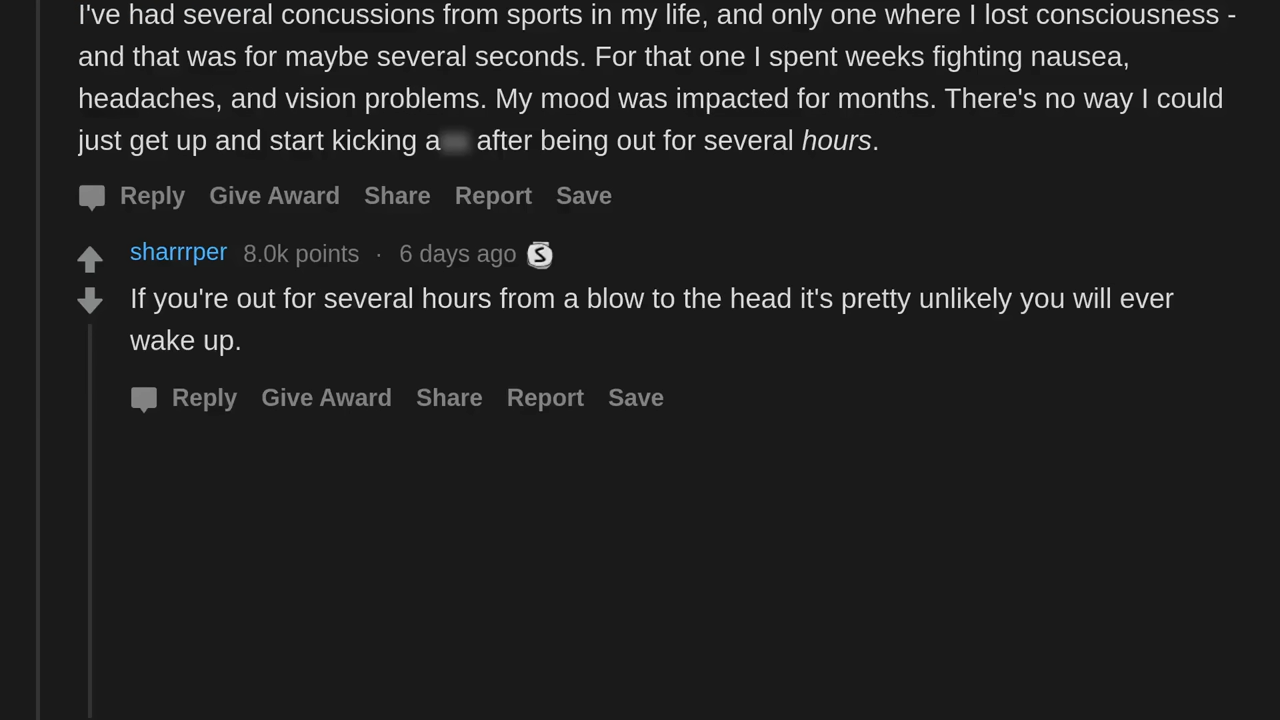 I've had several concussions from sports in my life, and only one where I lost consciousness -
and that was for maybe several seconds. For that one I spent weeks fighting nausea,
headaches, and vision problems. My mood was impacted for months. There's no way I could
just get up and start kicking a after being out for several hours.
Reply Give Award Share Report Save
sharrrper 8.0k points · 6 days ago S
If you're out for several hours from a blow to the head it's pretty unlikely you will ever
wake up.
Reply Give Award Share Report Save